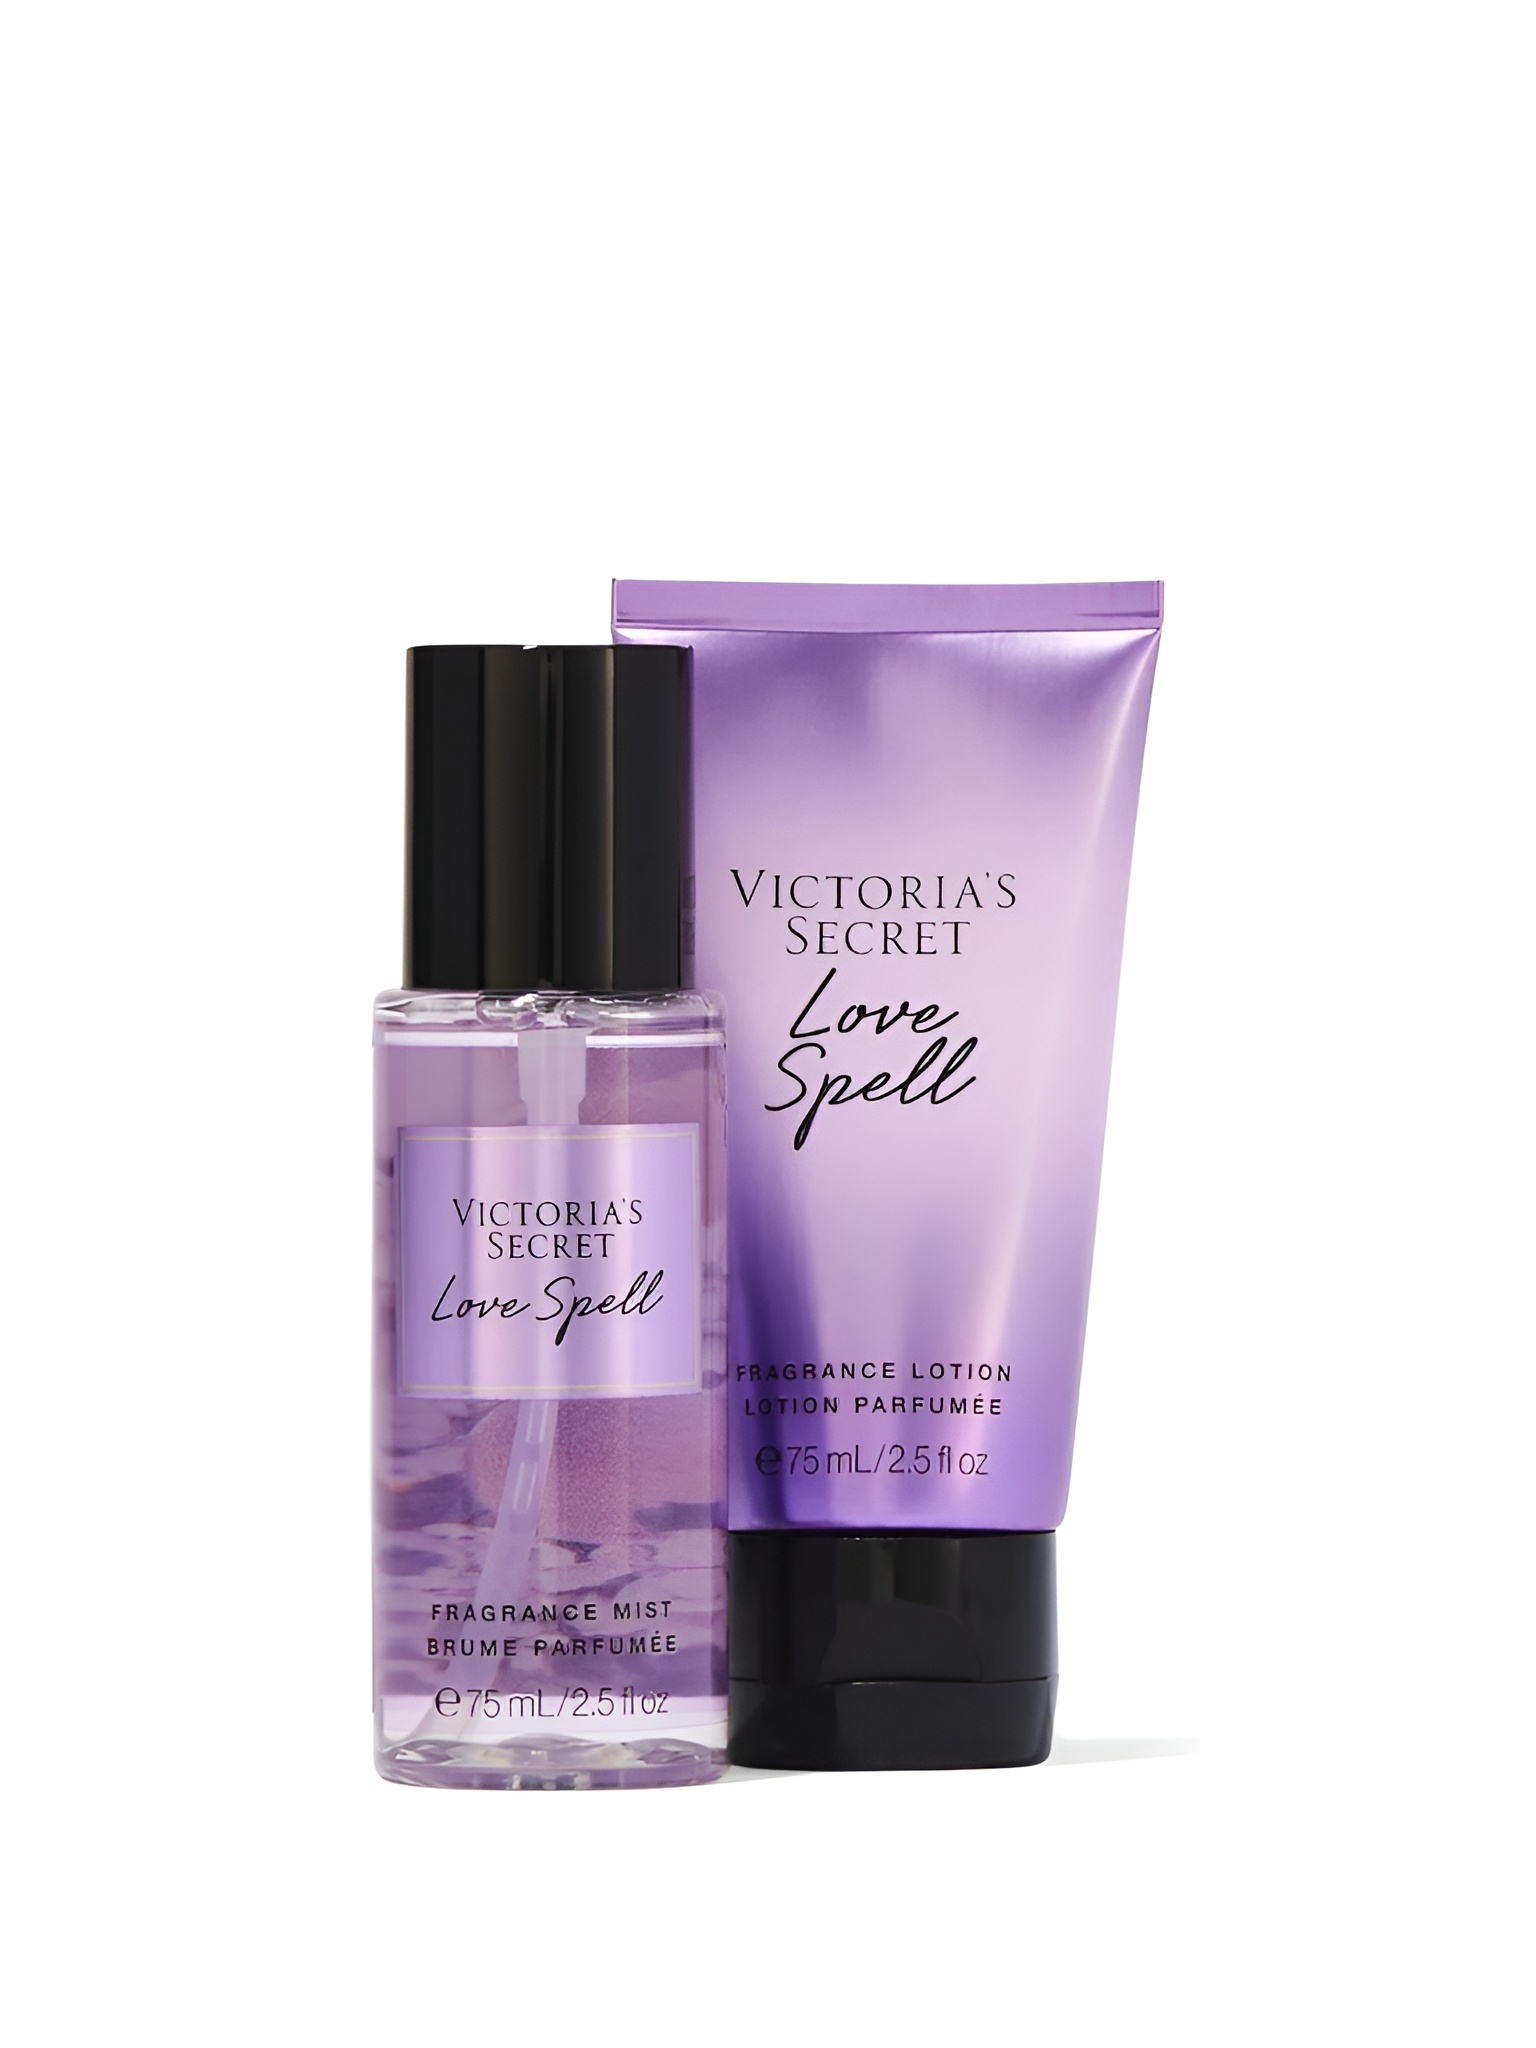 VICTORIA'S
SECRET
Love Spell
FRAGRANCE MIST
BRUME PARFUMÉE
℮ 75 mL/2.5 fl oz
VICTORIA'S
SECRET
Love
Spell
FRAGRANCE LOTION
LOTION PARFUMÉE
℮ 75 mL/2.5 fl oz